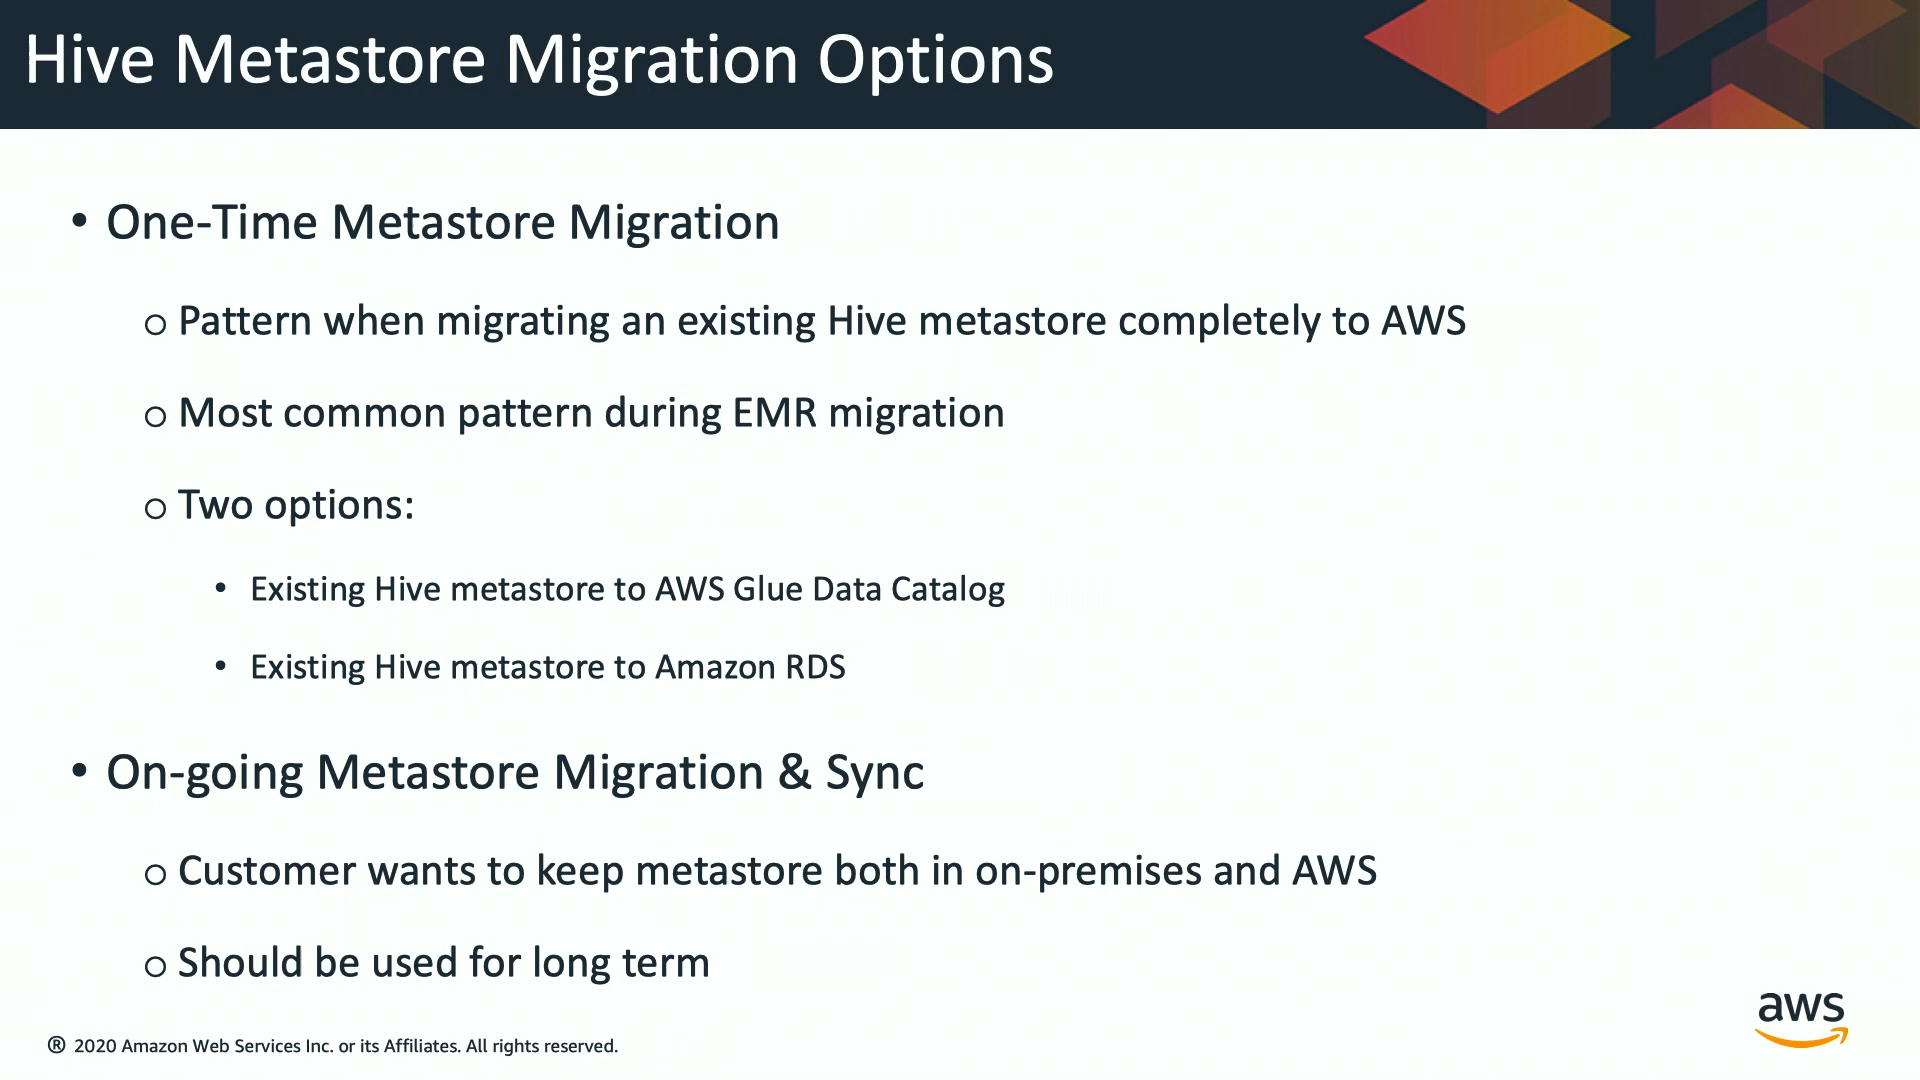 Hive Metastore Migration Options
• One-Time Metastore Migration
o Pattern when migrating an existing Hive metastore completely to AWS
o Most common pattern during EMR migration
o Two options:
• Existing Hive metastore to AWS Glue Data Catalog
• Existing Hive metastore to Amazon RDS
• On-going Metastore Migration & Sync
o Customer wants to keep metastore both in on-premises and AWS
o Should be used for long term
aws
® 2020 Amazon Web Services Inc. or its Affiliates. All rights reserved.